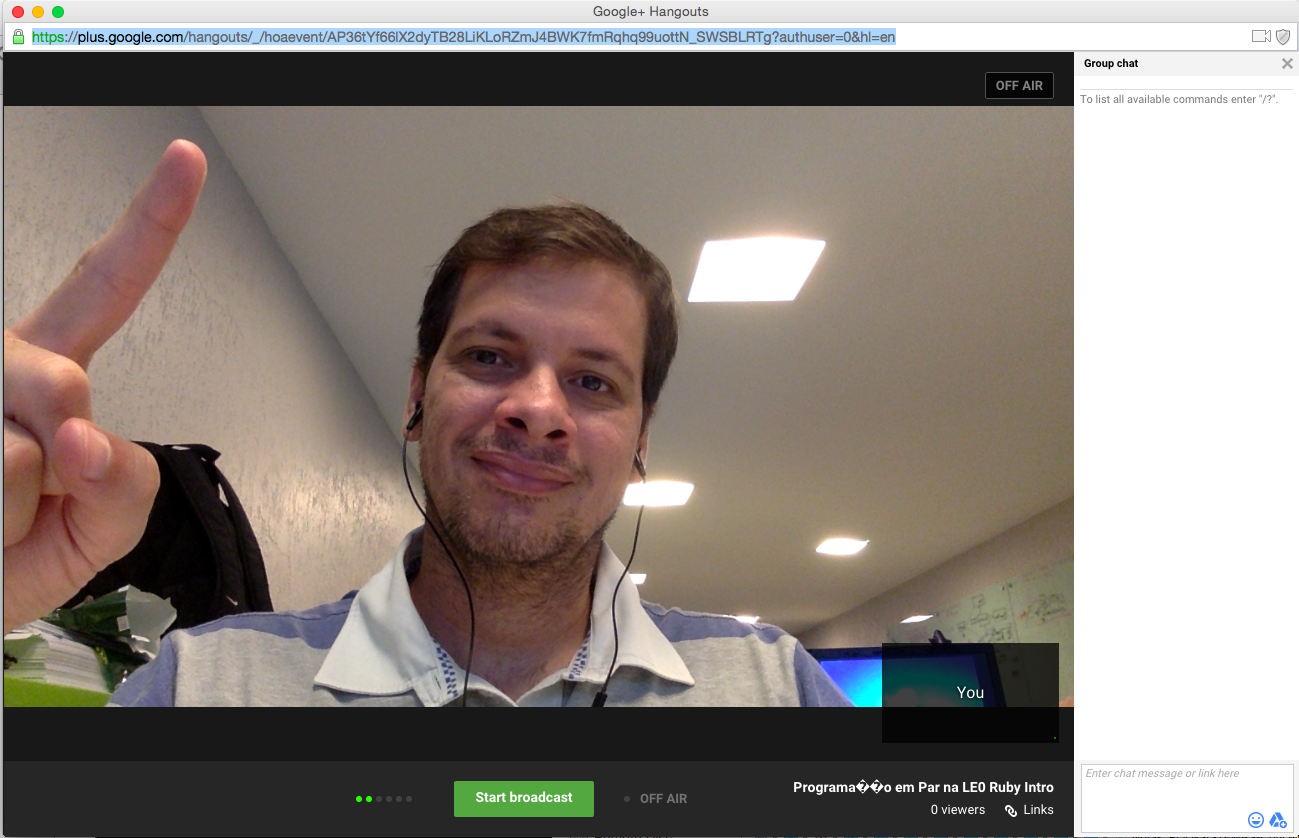 Google+ Hangouts
https://plus.google.com/hangouts/_/hoaevent/AP36tYf66lX2dyTB28LiKLoRZmJ4BWK7fmRqhq99uottN_SWSBLRTg?authuser=0&hl=en
OFF AIR
Group chat
To list all available commands enter "/?".
You
Start broadcast
OFF AIR
Programa��o em Par na LE0 Ruby Intro
0 viewers
Links
Enter chat message or link here